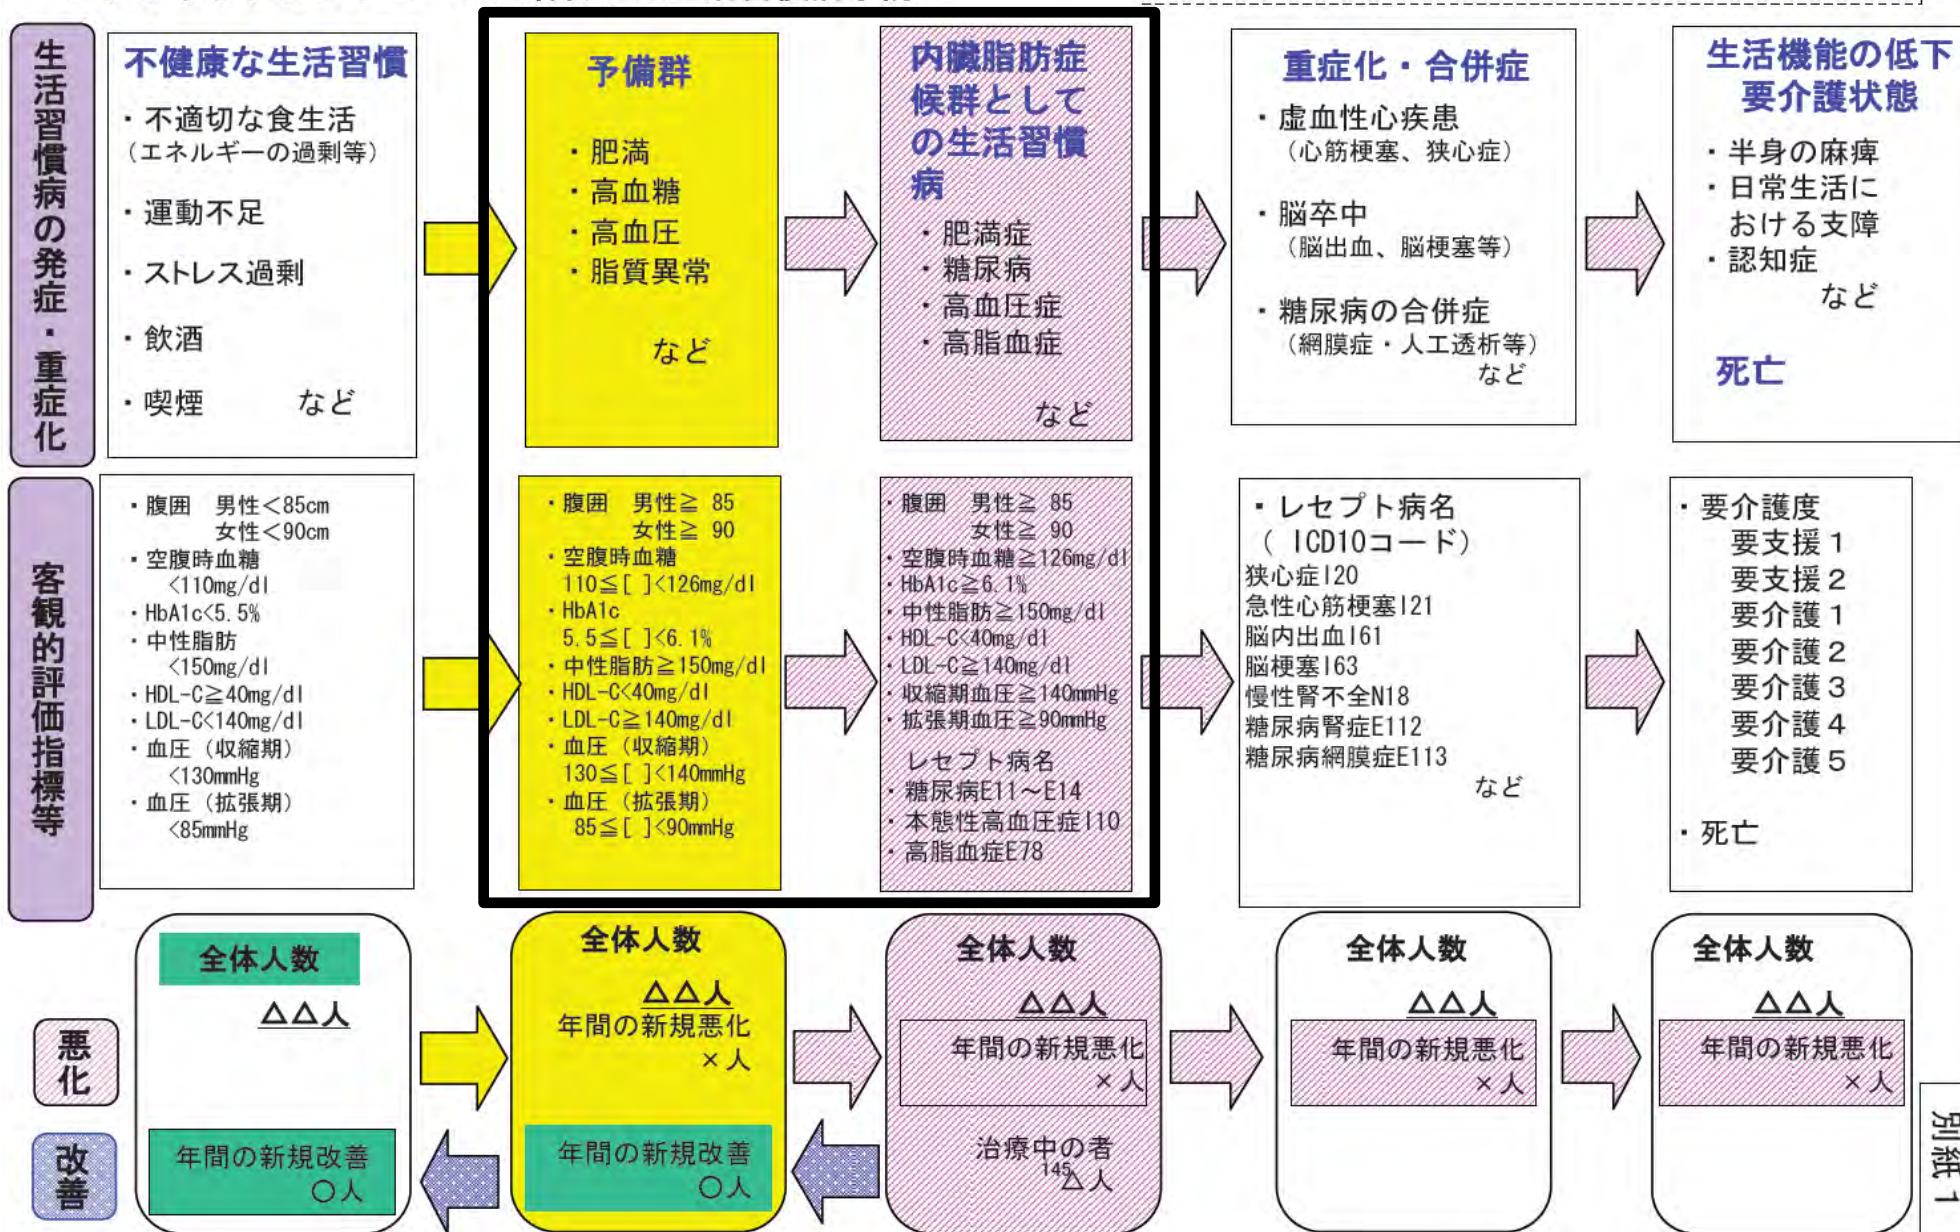 生活習慣病の発症・重症化
不健康な生活習慣
・不適切な食生活
(エネルギーの過剰等)
・運動不足
・ストレス過剰
・飲酒
・喫煙 など
予備群
・肥満
・高血糖
・高血圧
・脂質異常
など
内臓脂肪症
候群として
の生活習慣
病
・肥満症
・糖尿病
・高血圧症
・高脂血症
など
重症化・合併症
・虚血性心疾患
(心筋梗塞、狭心症)
・脳卒中
(脳出血、脳梗塞等)
・糖尿病の合併症
(網膜症・人工透析等)
など
生活機能の低下
要介護状態
・半身の麻痺
・日常生活に
おける支障
・認知症
など
死亡
客観的評価指標等
・腹囲 男性<85cm
女性<90cm
・空腹時血糖
<110mg/dl
・HbA1c<5.5%
・中性脂肪
<150mg/dl
・HDL-C≧40mg/dl
・LDL-C<140mg/dl
・血圧(収縮期)
<130mmHg
・血圧(拡張期)
<85mmHg
・腹囲 男性≧ 85
女性≧ 90
・空腹時血糖
110≦[ ]<126mg/dl
・HbA1c
5.5≦[ ]<6.1%
・中性脂肪≧150mg/dl
・HDL-C<40mg/dl
・LDL-C≧140mg/dl
・血圧(収縮期)
130≦[ ]<140mmHg
・血圧(拡張期)
85≦[ ]<90mmHg
・腹囲 男性≧ 85
女性≧ 90
・空腹時血糖≧126mg/dl
・HbA1c≧6.1%
・中性脂肪≧150mg/dl
・HDL-C<40mg/dl
・LDL-C≧140mg/dl
・収縮期血圧≧140mmHg
・拡張期血圧≧90mmHg
レセプト病名
・糖尿病E11～E14
・本態性高血圧症I10
・高脂血症E78
・レセプト病名
( ICD10コード)
狭心症I20
急性心筋梗塞I21
脳内出血I61
脳梗塞I63
慢性腎不全N18
糖尿病腎症E112
糖尿病網膜症E113
など
・要介護度
要支援1
要支援2
要介護1
要介護2
要介護3
要介護4
要介護5
・死亡
悪化
改善
全体人数
△△人
年間の新規改善
○人
全体人数
△△人
年間の新規悪化
×人
年間の新規改善
○人
全体人数
△△人
年間の新規悪化
×人
治療中の者
145
△人
全体人数
△△人
年間の新規悪化
×人
全体人数
△△人
年間の新規悪化
×人
別紙1